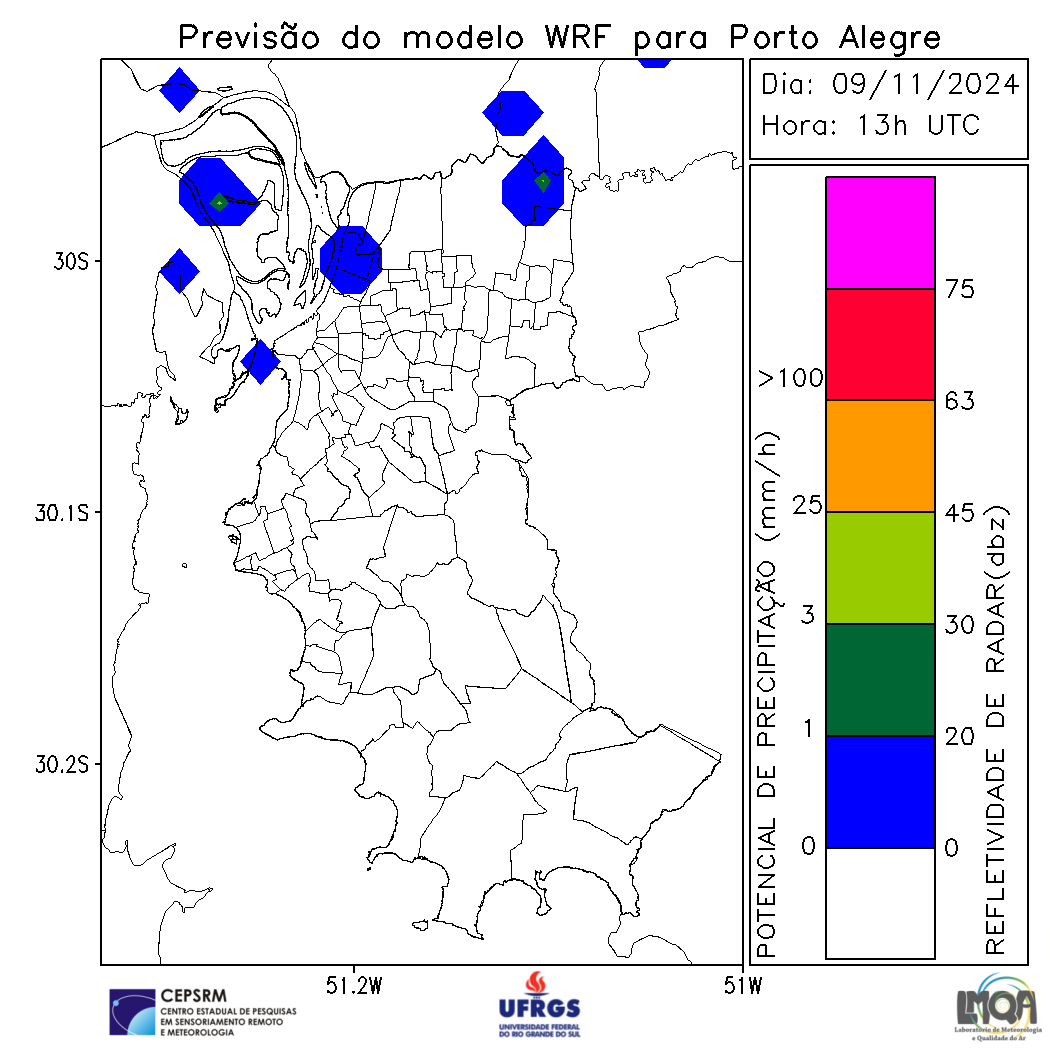 Previsão do modelo WRF para Porto Alegre
Dia: 09/11/2024
Hora: 13h UTC
30S
30.1S
30.2S
51.2W
51W
POTENCIAL DE PRECIPITAÇÃO (mm/h)
>100
25
3
1
0
75
63
45
30
20
0
REFLETIVIDADE DE RADAR(dbz)
CEPSRM
CENTRO ESTADUAL DE PESQUISAS
EM SENSORIAMENTO REMOTO
E METEOROLOGIA
UFRGS
UNIVERSIDADE FEDERAL
DO RIO GRANDE DO SUL
LMQA
Laboratório de Meteorologia
e Qualidade do Ar